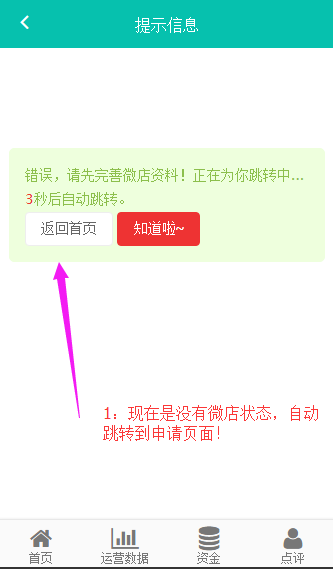 提示信息
错误，请先完善微店资料！正在为你跳转中...
3秒后自动跳转。
返回首页 知道啦~
1：现在是没有微店状态，自动
跳转到申请页面！
首页 运营数据 资金 点评